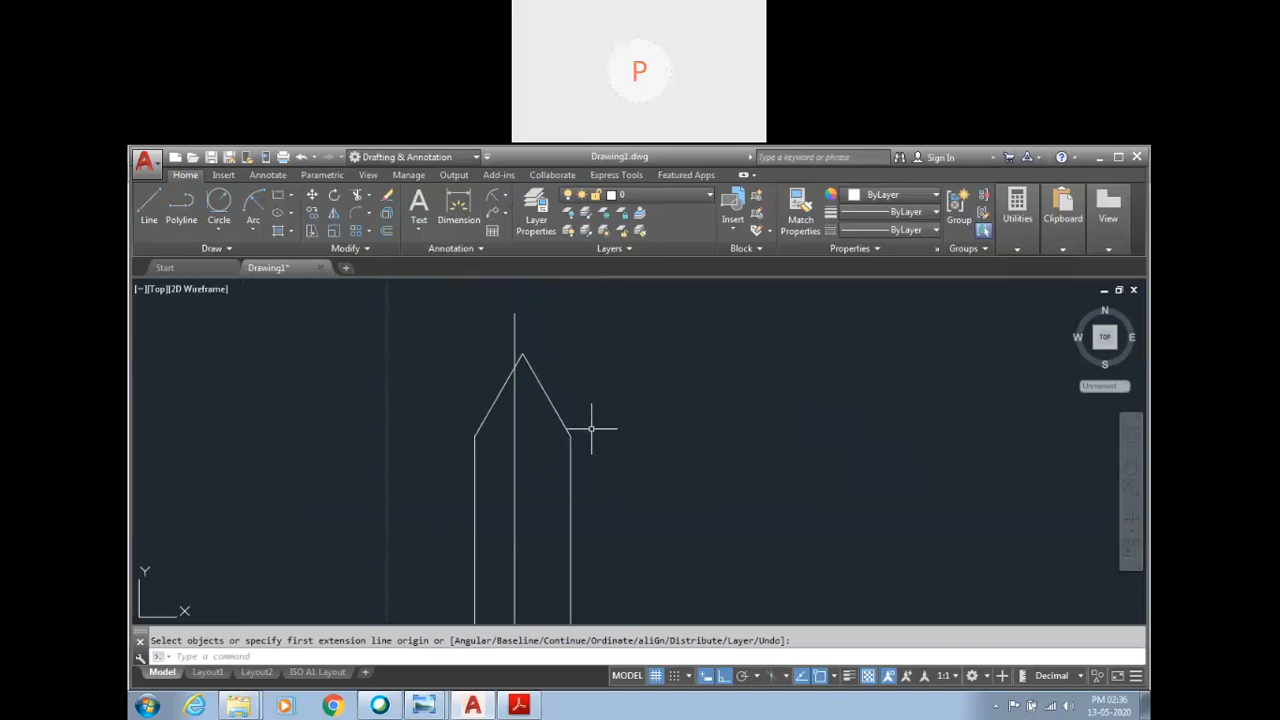 P
Drafting & Annotation
Drawing1.dwg
Type a keyword or phrase
Sign In
Home Insert Annotate Parametric View Manage Output Add-ins Collaborate Express Tools Featured Apps
0
ByLayer
Line Polyline Circle Arc
Text Dimension
Layer Properties
Insert
Match Properties
ByLayer
ByLayer
Group
Utilities
Clipboard
View
Draw Modify Annotation Layers Block Properties Groups
Start Drawing1*
[−][Top][2D Wireframe]
N
W TOP E
S
Unnamed
Y
X
Select objects or specify first extension line origin or [Angular/Baseline/Continue/Ordinate/aliGn/Distribute/Layer/Undo]:
Type a command
Model Layout1 Layout2 ISO A1 Layout
MODEL 1:1 Decimal
PM 02:36
13-05-2020